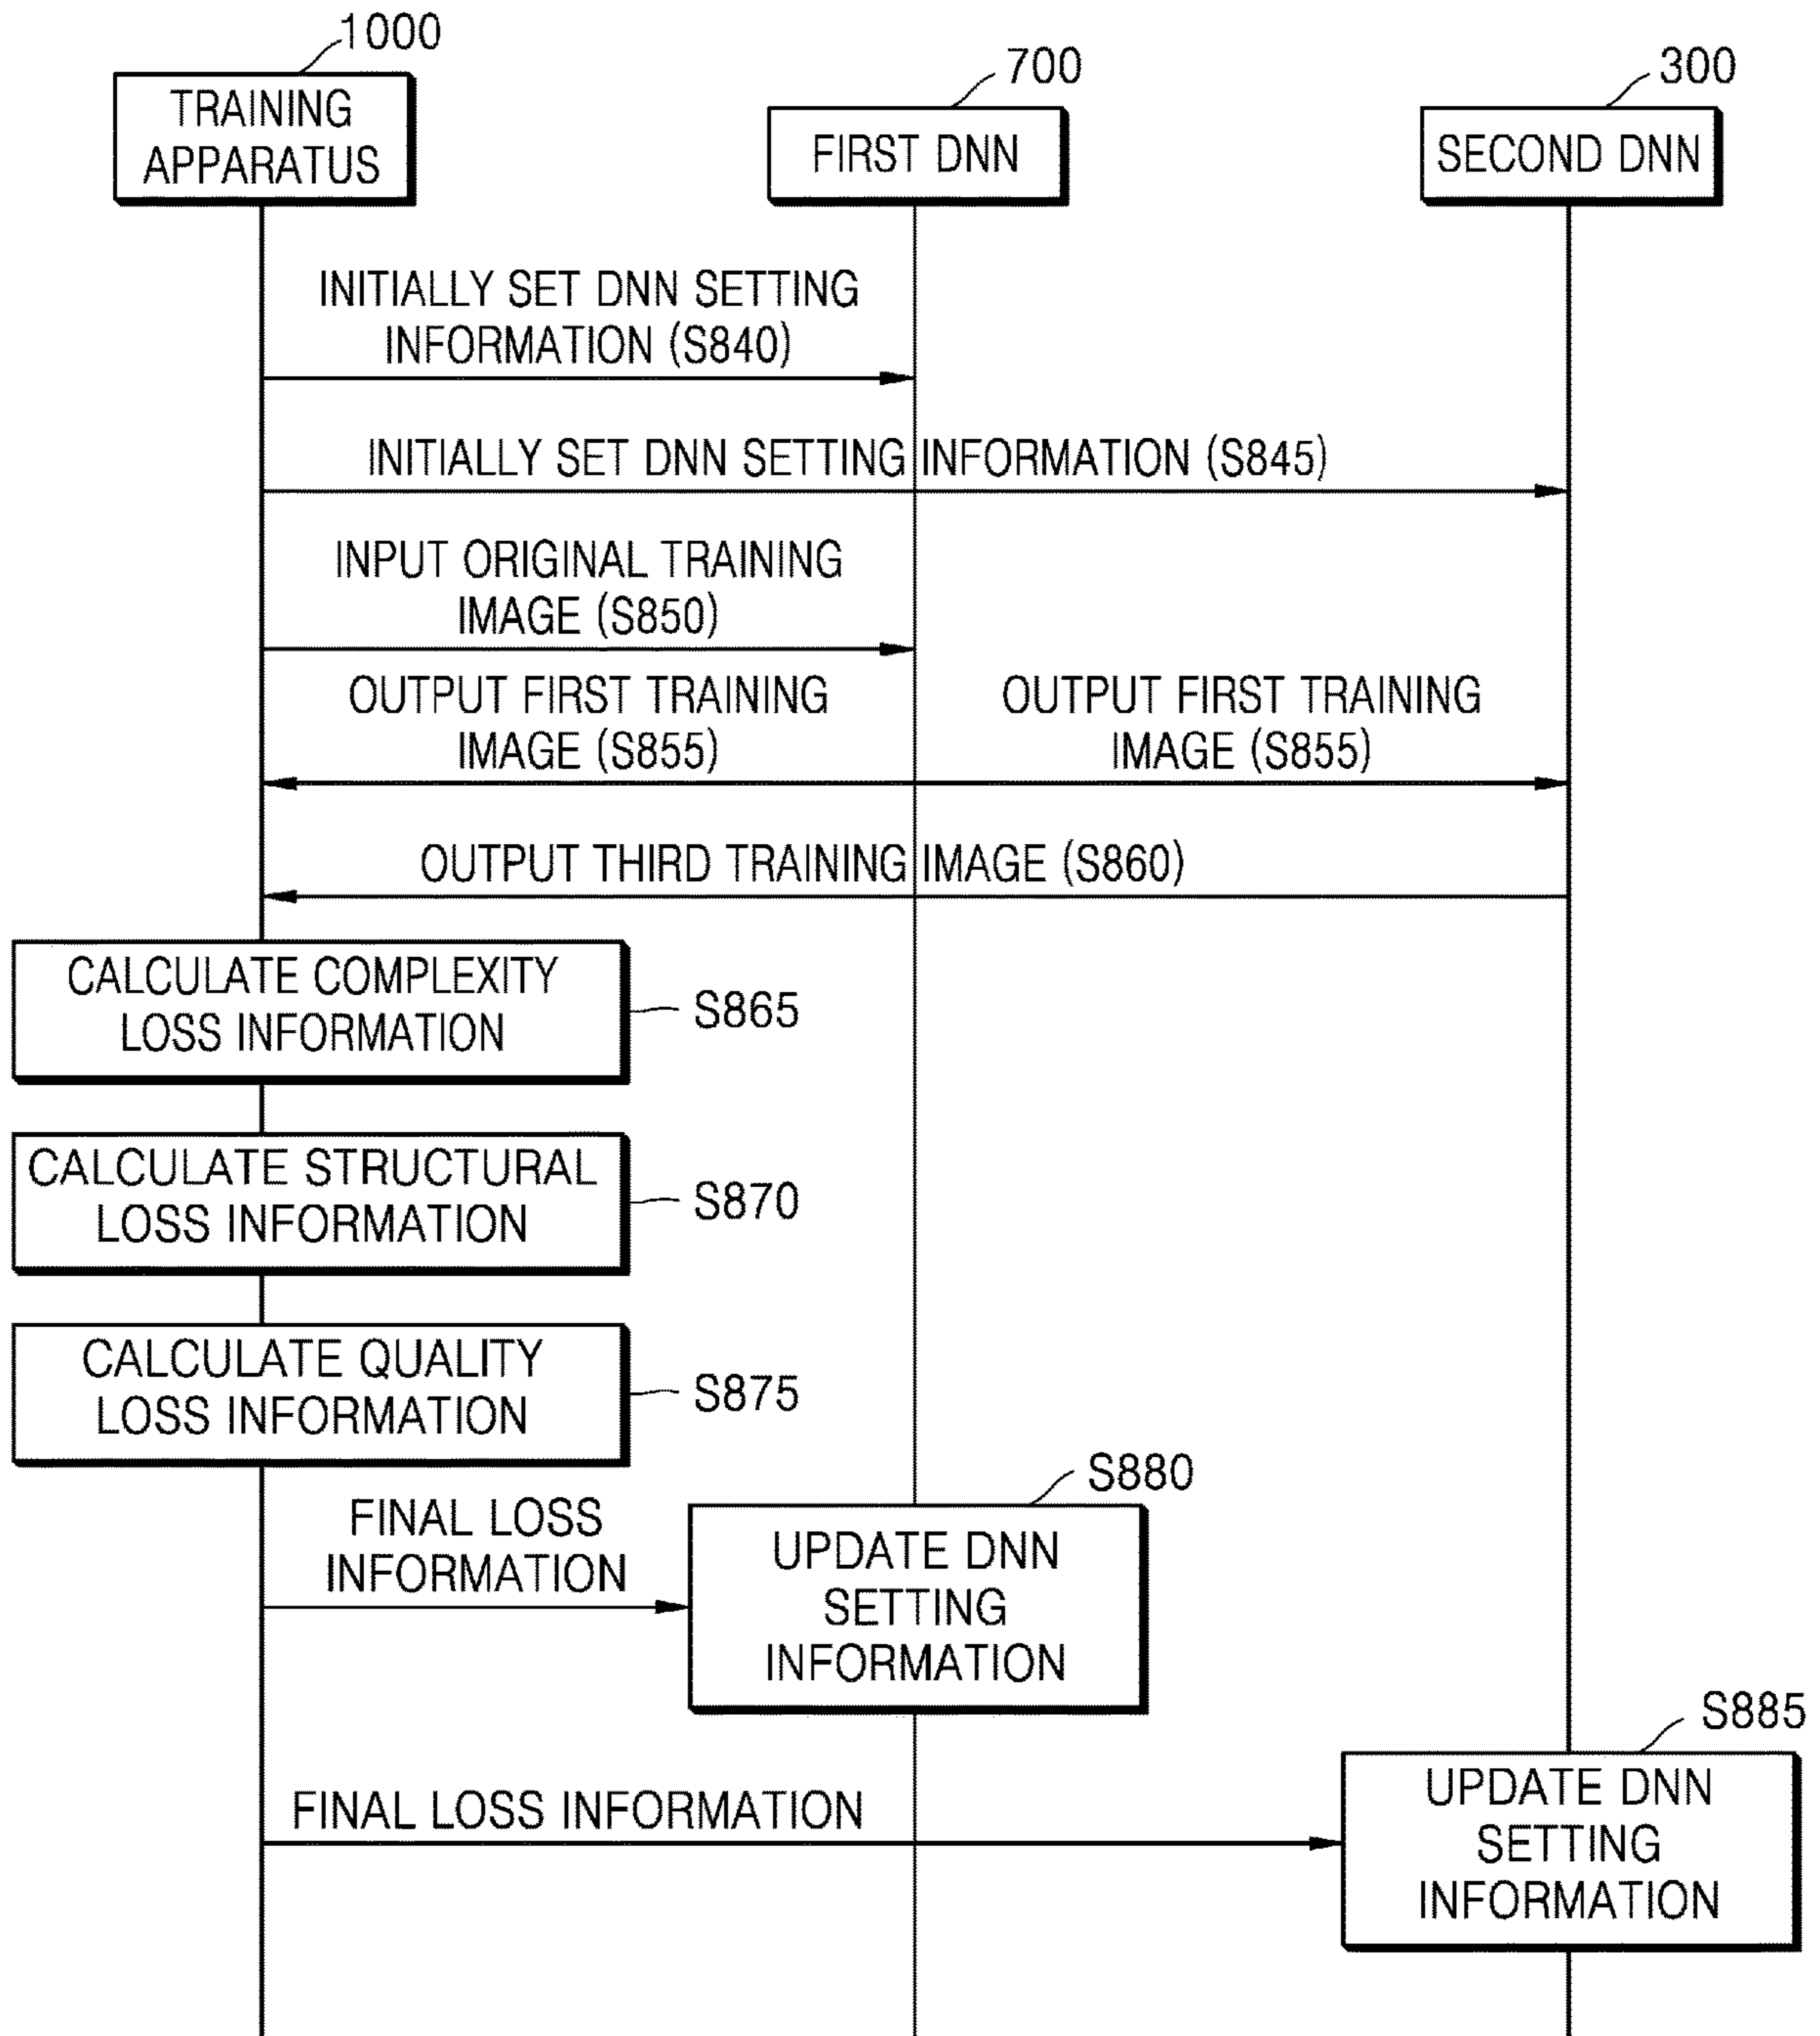 1000
700
300
TRAINING
APPARATUS
FIRST DNN
SECOND DNN
INITIALLY SET DNN SETTING
INFORMATION (S840)
INITIALLY SET DNN SETTING INFORMATION (S845)
INPUT ORIGINAL TRAINING
IMAGE (S850)
OUTPUT FIRST TRAINING
IMAGE (S855)
OUTPUT FIRST TRAINING
IMAGE (S855)
OUTPUT THIRD TRAINING IMAGE (S860)
CALCULATE COMPLEXITY
LOSS INFORMATION
S865
CALCULATE STRUCTURAL
LOSS INFORMATION
S870
CALCULATE QUALITY
LOSS INFORMATION
S875
FINAL LOSS
INFORMATION
S880
UPDATE DNN
SETTING
INFORMATION
FINAL LOSS INFORMATION
S885
UPDATE DNN
SETTING
INFORMATION